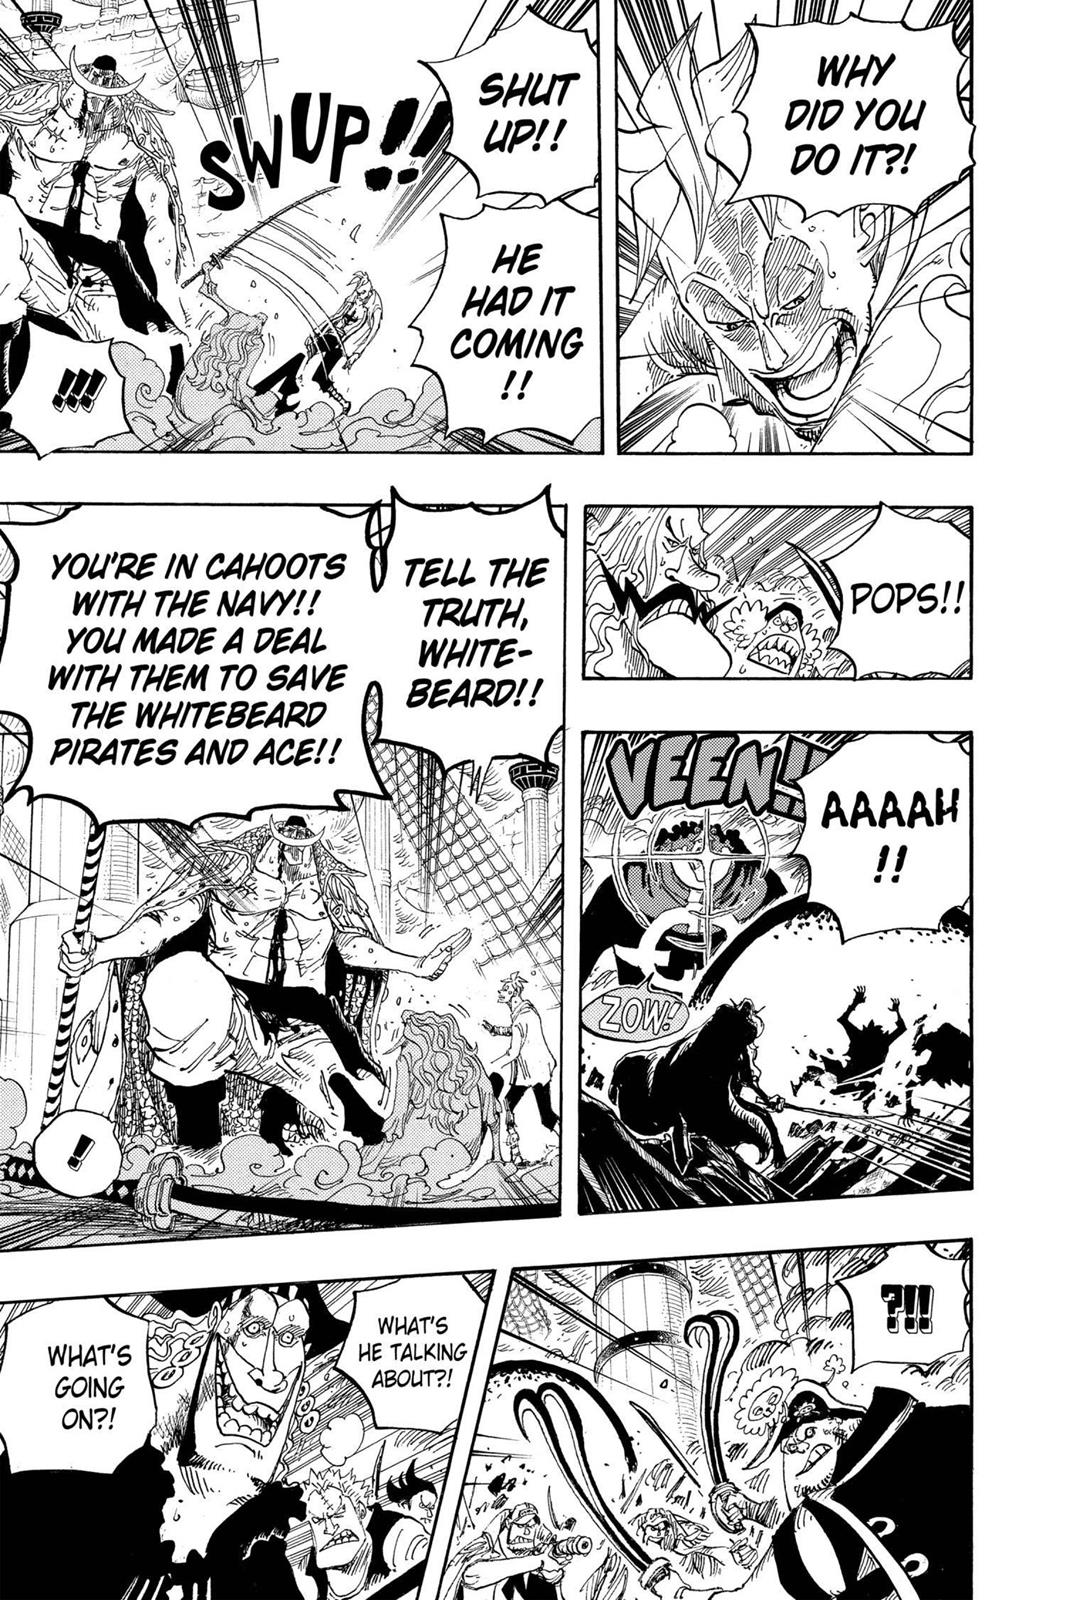 WHY
DID YOU
DO IT?!
SHUT
UP!!
SWUP!!
HE
HAD IT
COMING
!!
!!!
POPS!!
AAAAH
!!
VEEN!!
ZOW!
TELL THE
TRUTH,
WHITE-
BEARD!!
YOU'RE IN CAHOOTS
WITH THE NAVY!!
YOU MADE A DEAL
WITH THEM TO SAVE
THE WHITEBEARD
PIRATES AND ACE!!
!
?!!
WHAT'S
HE TALKING
ABOUT?!
WHAT'S
GOING
ON?!